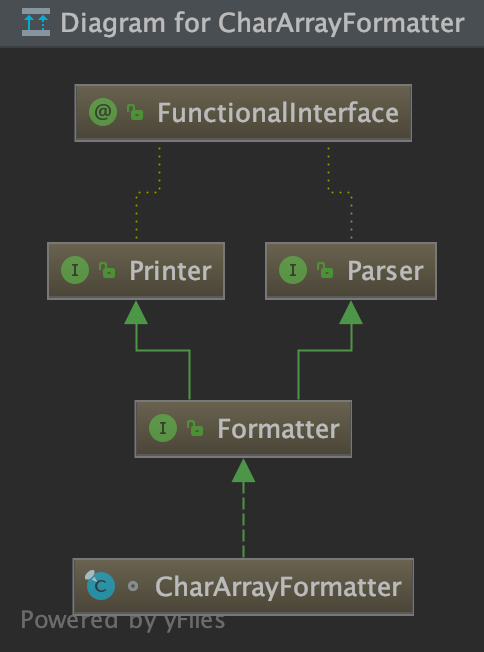 Diagram for CharArrayFormatter
@ FunctionalInterface
I Printer
I Parser
I Formatter
C CharArrayFormatter
Powered by yFiles